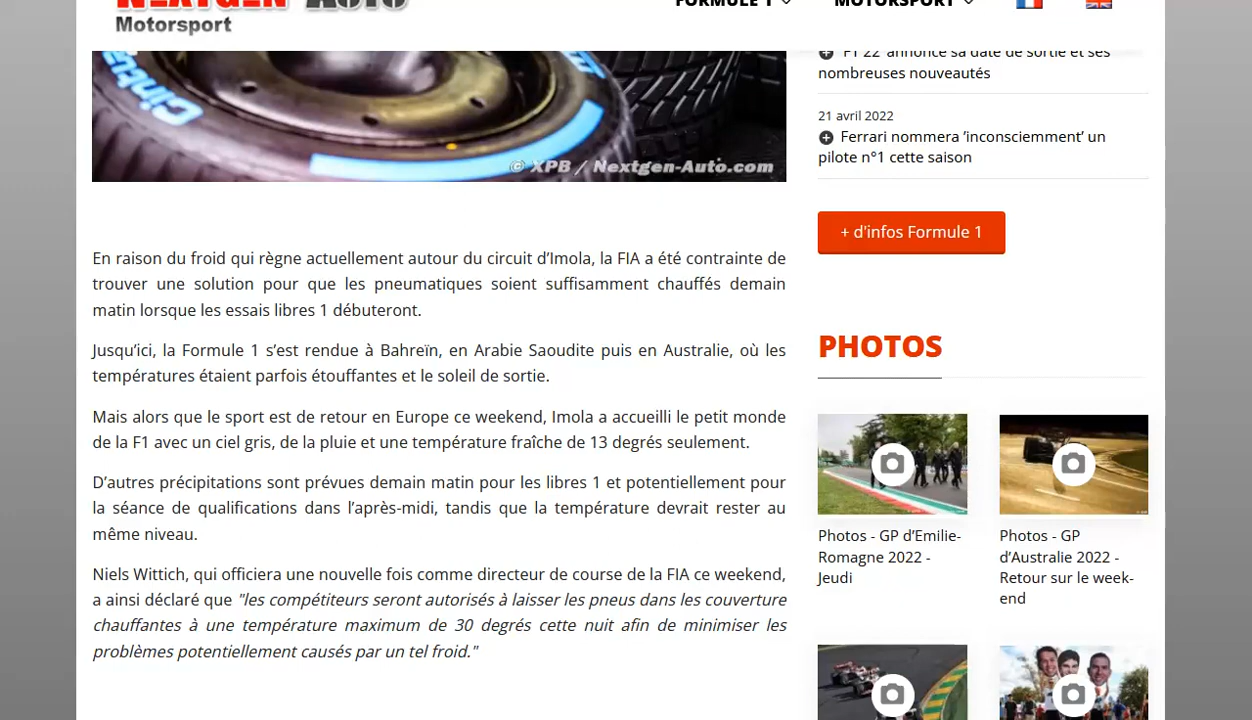 NEXTGEN AUTO
Motorsport
FORMULE 1
MOTORSPORT
Cintu
© XPB / Nextgen-Auto.com
En raison du froid qui règne actuellement autour du circuit d’Imola, la FIA a été contrainte de
trouver une solution pour que les pneumatiques soient suffisamment chauffés demain
matin lorsque les essais libres 1 débuteront.
Jusqu’ici, la Formule 1 s’est rendue à Bahreïn, en Arabie Saoudite puis en Australie, où les
températures étaient parfois étouffantes et le soleil de sortie.
Mais alors que le sport est de retour en Europe ce weekend, Imola a accueilli le petit monde
de la F1 avec un ciel gris, de la pluie et une température fraîche de 13 degrés seulement.
D’autres précipitations sont prévues demain matin pour les libres 1 et potentiellement pour
la séance de qualifications dans l’après-midi, tandis que la température devrait rester au
même niveau.
Niels Wittich, qui officiera une nouvelle fois comme directeur de course de la FIA ce weekend,
a ainsi déclaré que "les compétiteurs seront autorisés à laisser les pneus dans les couverture
chauffantes à une température maximum de 30 degrés cette nuit afin de minimiser les
problèmes potentiellement causés par un tel froid."
’F1 22’ annonce sa date de sortie et ses
nombreuses nouveautés
21 avril 2022
Ferrari nommera ’inconsciemment’ un
pilote n°1 cette saison
+ d'infos Formule 1
PHOTOS
Photos - GP d’Emilie-
Romagne 2022 -
Jeudi
Photos - GP
d’Australie 2022 -
Retour sur le week-
end